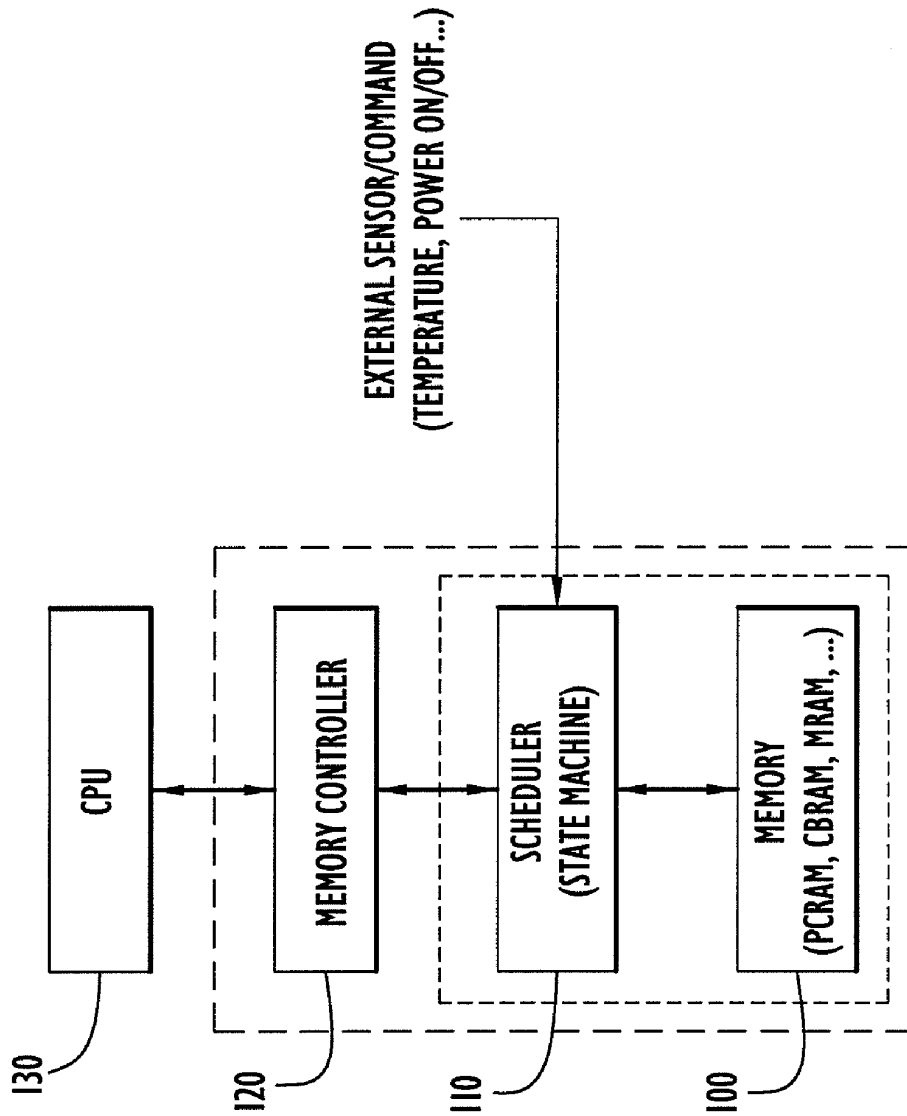 130
CPU
120
MEMORY CONTROLLER
110
SCHEDULER
(STATE MACHINE)
EXTERNAL SENSOR/COMMAND
(TEMPERATURE, POWER ON/OFF...)
100
MEMORY
(PCRAM, CBRAM, MRAM, ...)